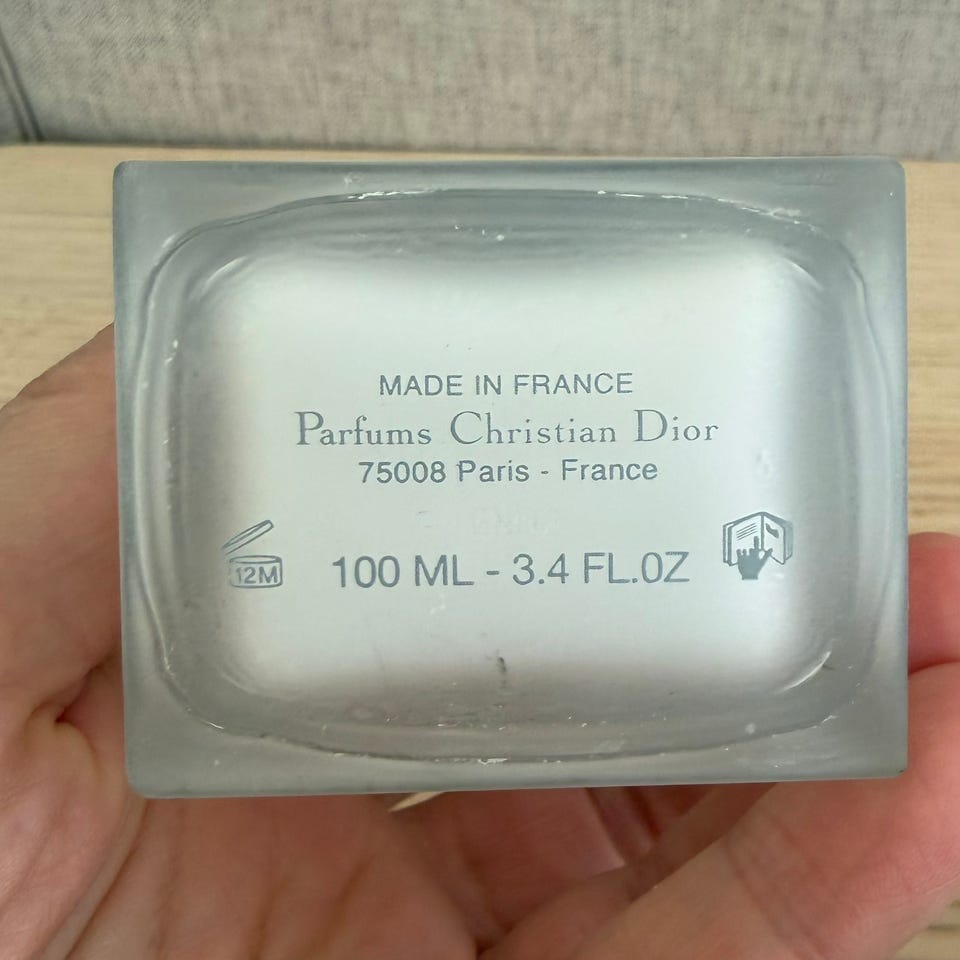 MADE IN FRANCE
Parfums Christian Dior
75008 Paris - France
12M
100 ML - 3.4 FL.OZ